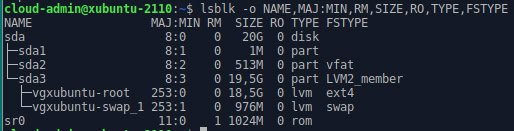 cloud-admin@xubuntu-2110:~$ lsblk -o NAME,MAJ:MIN,RM,SIZE,RO,TYPE,FSTYPE
NAME                    MAJ:MIN RM  SIZE RO TYPE FSTYPE
sda                       8:0    0   20G  0 disk
├─sda1                    8:1    0    1M  0 part
├─sda2                    8:2    0  513M  0 part vfat
└─sda3                    8:3    0 19,5G  0 part LVM2_member
  ├─vgxubuntu-root      253:0    0 18,5G  0 lvm  ext4
  └─vgxubuntu-swap_1    253:1    0  976M  0 lvm  swap
sr0                      11:0    1 1024M  0 rom